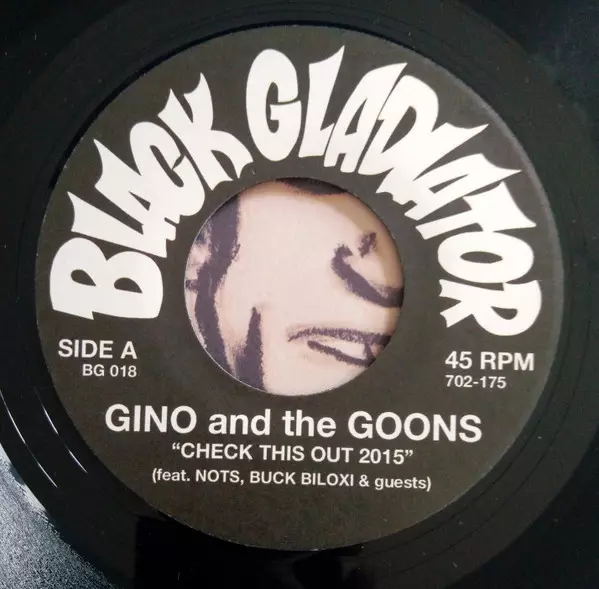 BLACK GLADIATOR
SIDE A
BG 018
45 RPM
702-175
GINO and the GOONS
“CHECK THIS OUT 2015”
(feat. NOTS, BUCK BILOXI & guests)